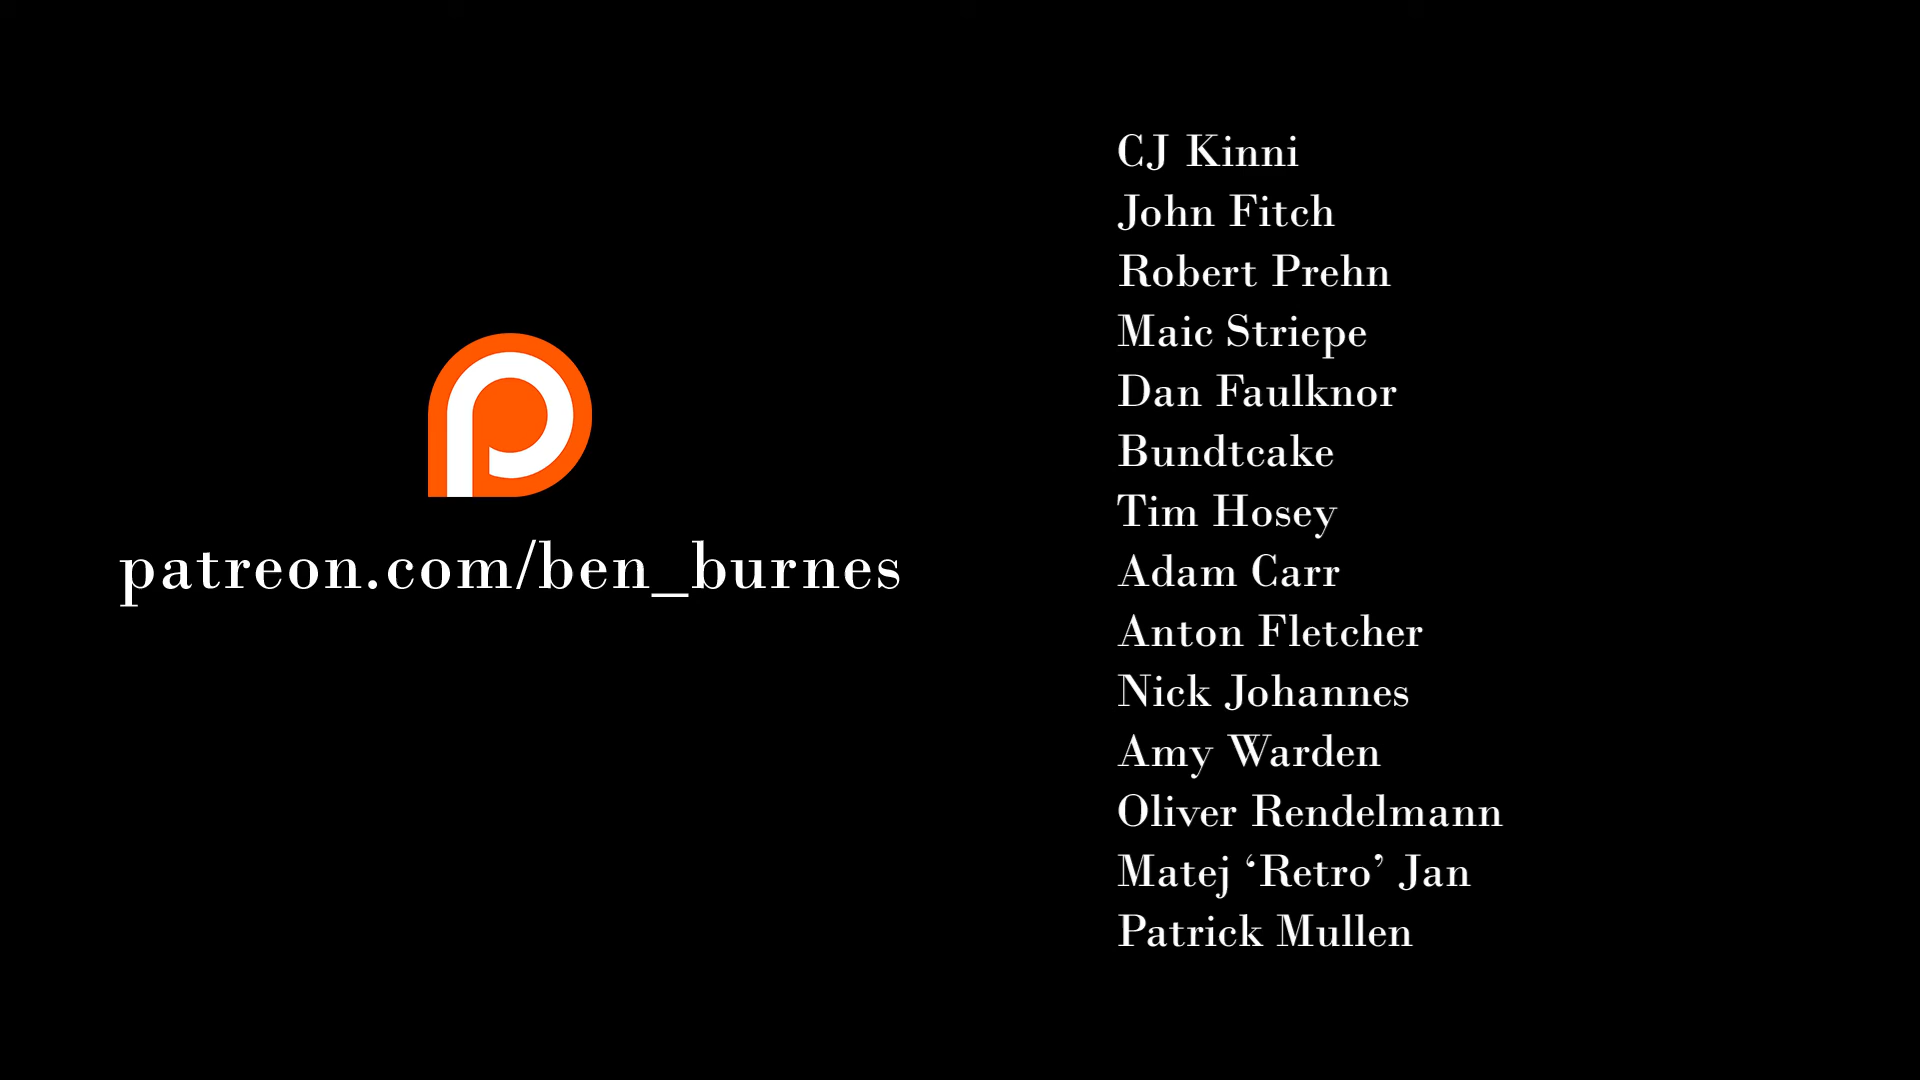 patreon.com/ben_burnes
CJ Kinni
John Fitch
Robert Prehn
Maic Striepe
Dan Faulknor
Bundtcake
Tim Hosey
Adam Carr
Anton Fletcher
Nick Johannes
Amy Warden
Oliver Rendelmann
Matej ‘Retro’ Jan
Patrick Mullen